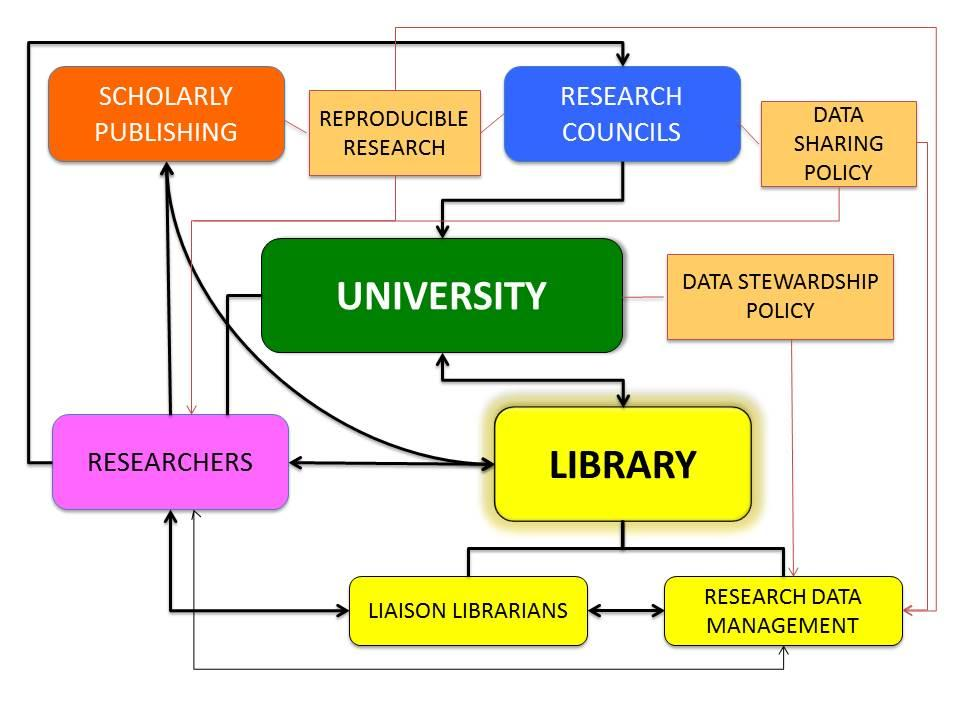 SCHOLARLY
PUBLISHING
REPRODUCIBLE
RESEARCH
RESEARCH
COUNCILS
DATA
SHARING
POLICY
UNIVERSITY
DATA STEWARDSHIP
POLICY
RESEARCHERS
LIBRARY
LIAISON LIBRARIANS
RESEARCH DATA
MANAGEMENT